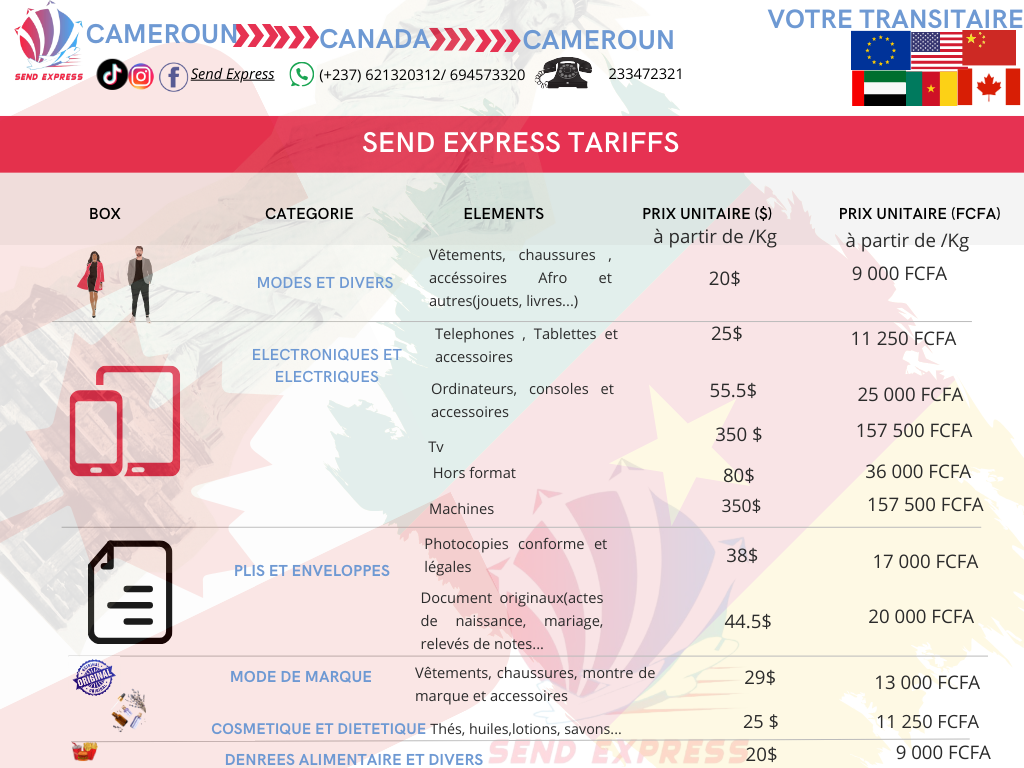 CAMEROUN
CANADA
CAMEROUN
VOTRE TRANSITAIRE
SEND EXPRESS
Send Express
(+237) 621320312/ 694573320
233472321
SEND EXPRESS TARIFFS
BOX
CATEGORIE
ELEMENTS
PRIX UNITAIRE ($)
PRIX UNITAIRE (FCFA)
à partir de /Kg
à partir de /Kg
MODES ET DIVERS
Vêtements, chaussures ,
accéssoires Afro et
autres(jouets, livres...)
20$
9 000 FCFA
ELECTRONIQUES ET
ELECTRIQUES
Telephones , Tablettes et
accessoires
25$
11 250 FCFA
Ordinateurs, consoles et
accessoires
55.5$
25 000 FCFA
Tv
350 $
157 500 FCFA
Hors format
80$
36 000 FCFA
Machines
350$
157 500 FCFA
PLIS ET ENVELOPPES
Photocopies conforme et
légales
38$
17 000 FCFA
Document originaux(actes
de naissance, mariage,
relevés de notes...
44.5$
20 000 FCFA
ORIGINAL
MODE DE MARQUE
Vêtements, chaussures, montre de
marque et accessoires
29$
13 000 FCFA
COSMETIQUE ET DIETETIQUE
Thés, huiles,lotions, savons...
25 $
11 250 FCFA
DENREES ALIMENTAIRE ET DIVERS
SEND EXPRESS
20$
9 000 FCFA